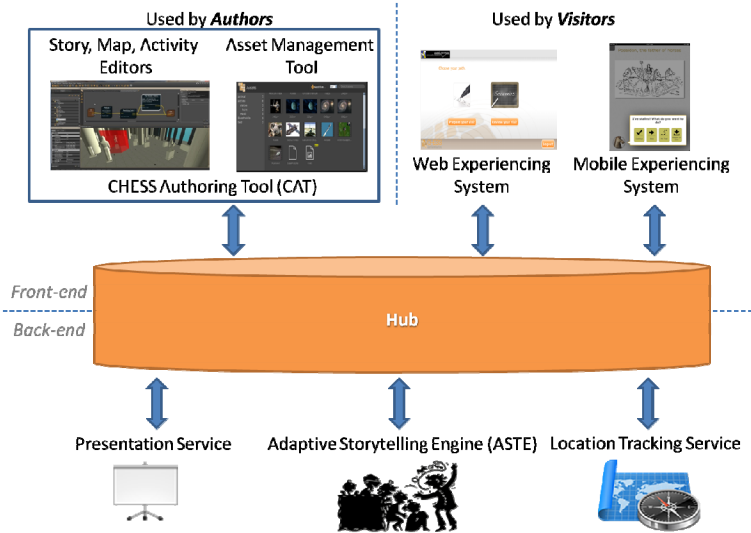 Used by Authors
Used by Visitors
Story, Map, Activity
Editors
Asset Management
Tool
CHESS Authoring Tool (CAT)
Web Experiencing
System
Mobile Experiencing
System
Front-end
Back-end
Hub
Presentation Service
Adaptive Storytelling Engine (ASTE)
Location Tracking Service